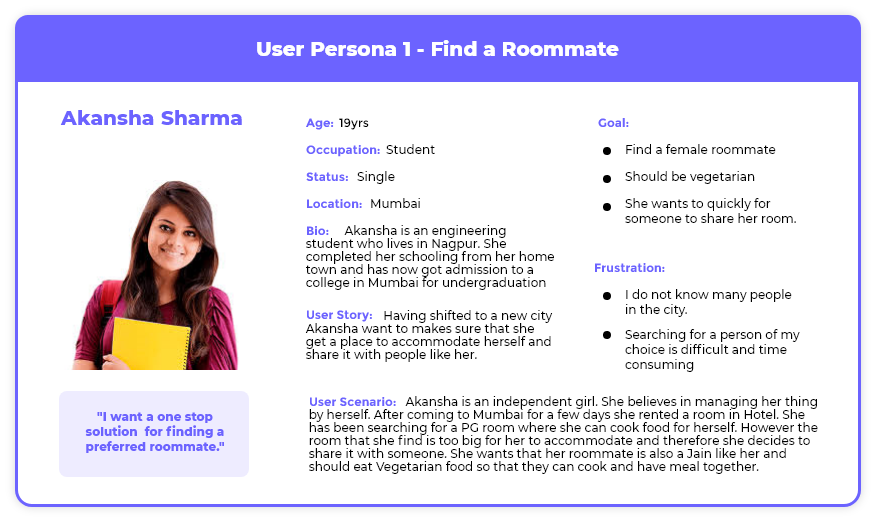 User Persona 1 - Find a Roommate
Akansha Sharma
"I want a one stop
solution  for finding a
preferred roommate."
Age: 19yrs
Occupation: Student
Status: Single
Location: Mumbai
Bio: Akansha is an engineering
student who lives in Nagpur. She
completed her schooling from her home
town and has now got admission to a
college in Mumbai for undergraduation
User Story: Having shifted to a new city
Akansha want to makes sure that she
get a place to accommodate herself and
share it with people like her.
Goal:
Find a female roommate
Should be vegetarian
She wants to quickly for
someone to share her room.
Frustration:
I do not know many people
in the city.
Searching for a person of my
choice is difficult and time
consuming
User Scenario: Akansha is an independent girl. She believes in managing her thing
by herself. After coming to Mumbai for a few days she rented a room in Hotel. She
has been searching for a PG room where she can cook food for herself. However the
room that she find is too big for her to accommodate and therefore she decides to
share it with someone. She wants that her roommate is also a Jain like her and
should eat Vegetarian food so that they can cook and have meal together.